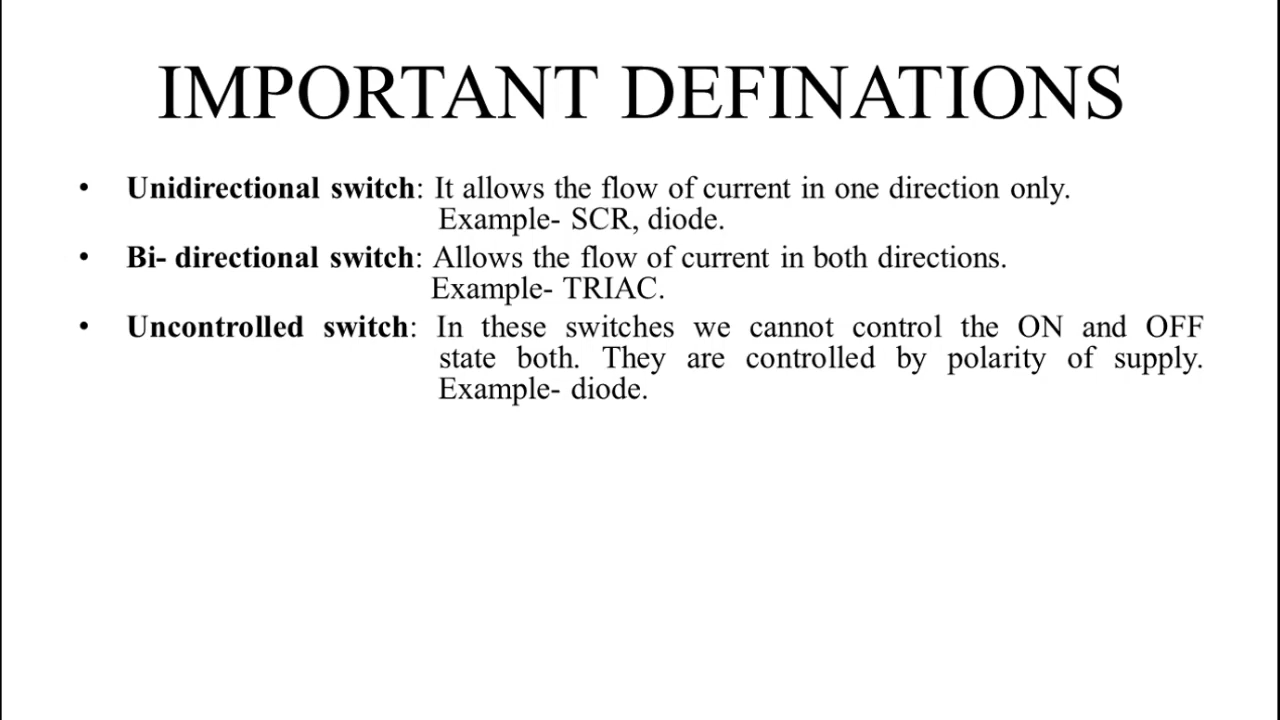 IMPORTANT DEFINATIONS
• Unidirectional switch: It allows the flow of current in one direction only.
Example- SCR, diode.
• Bi- directional switch: Allows the flow of current in both directions.
Example- TRIAC.
• Uncontrolled switch: In these switches we cannot control the ON and OFF
state both. They are controlled by polarity of supply.
Example- diode.